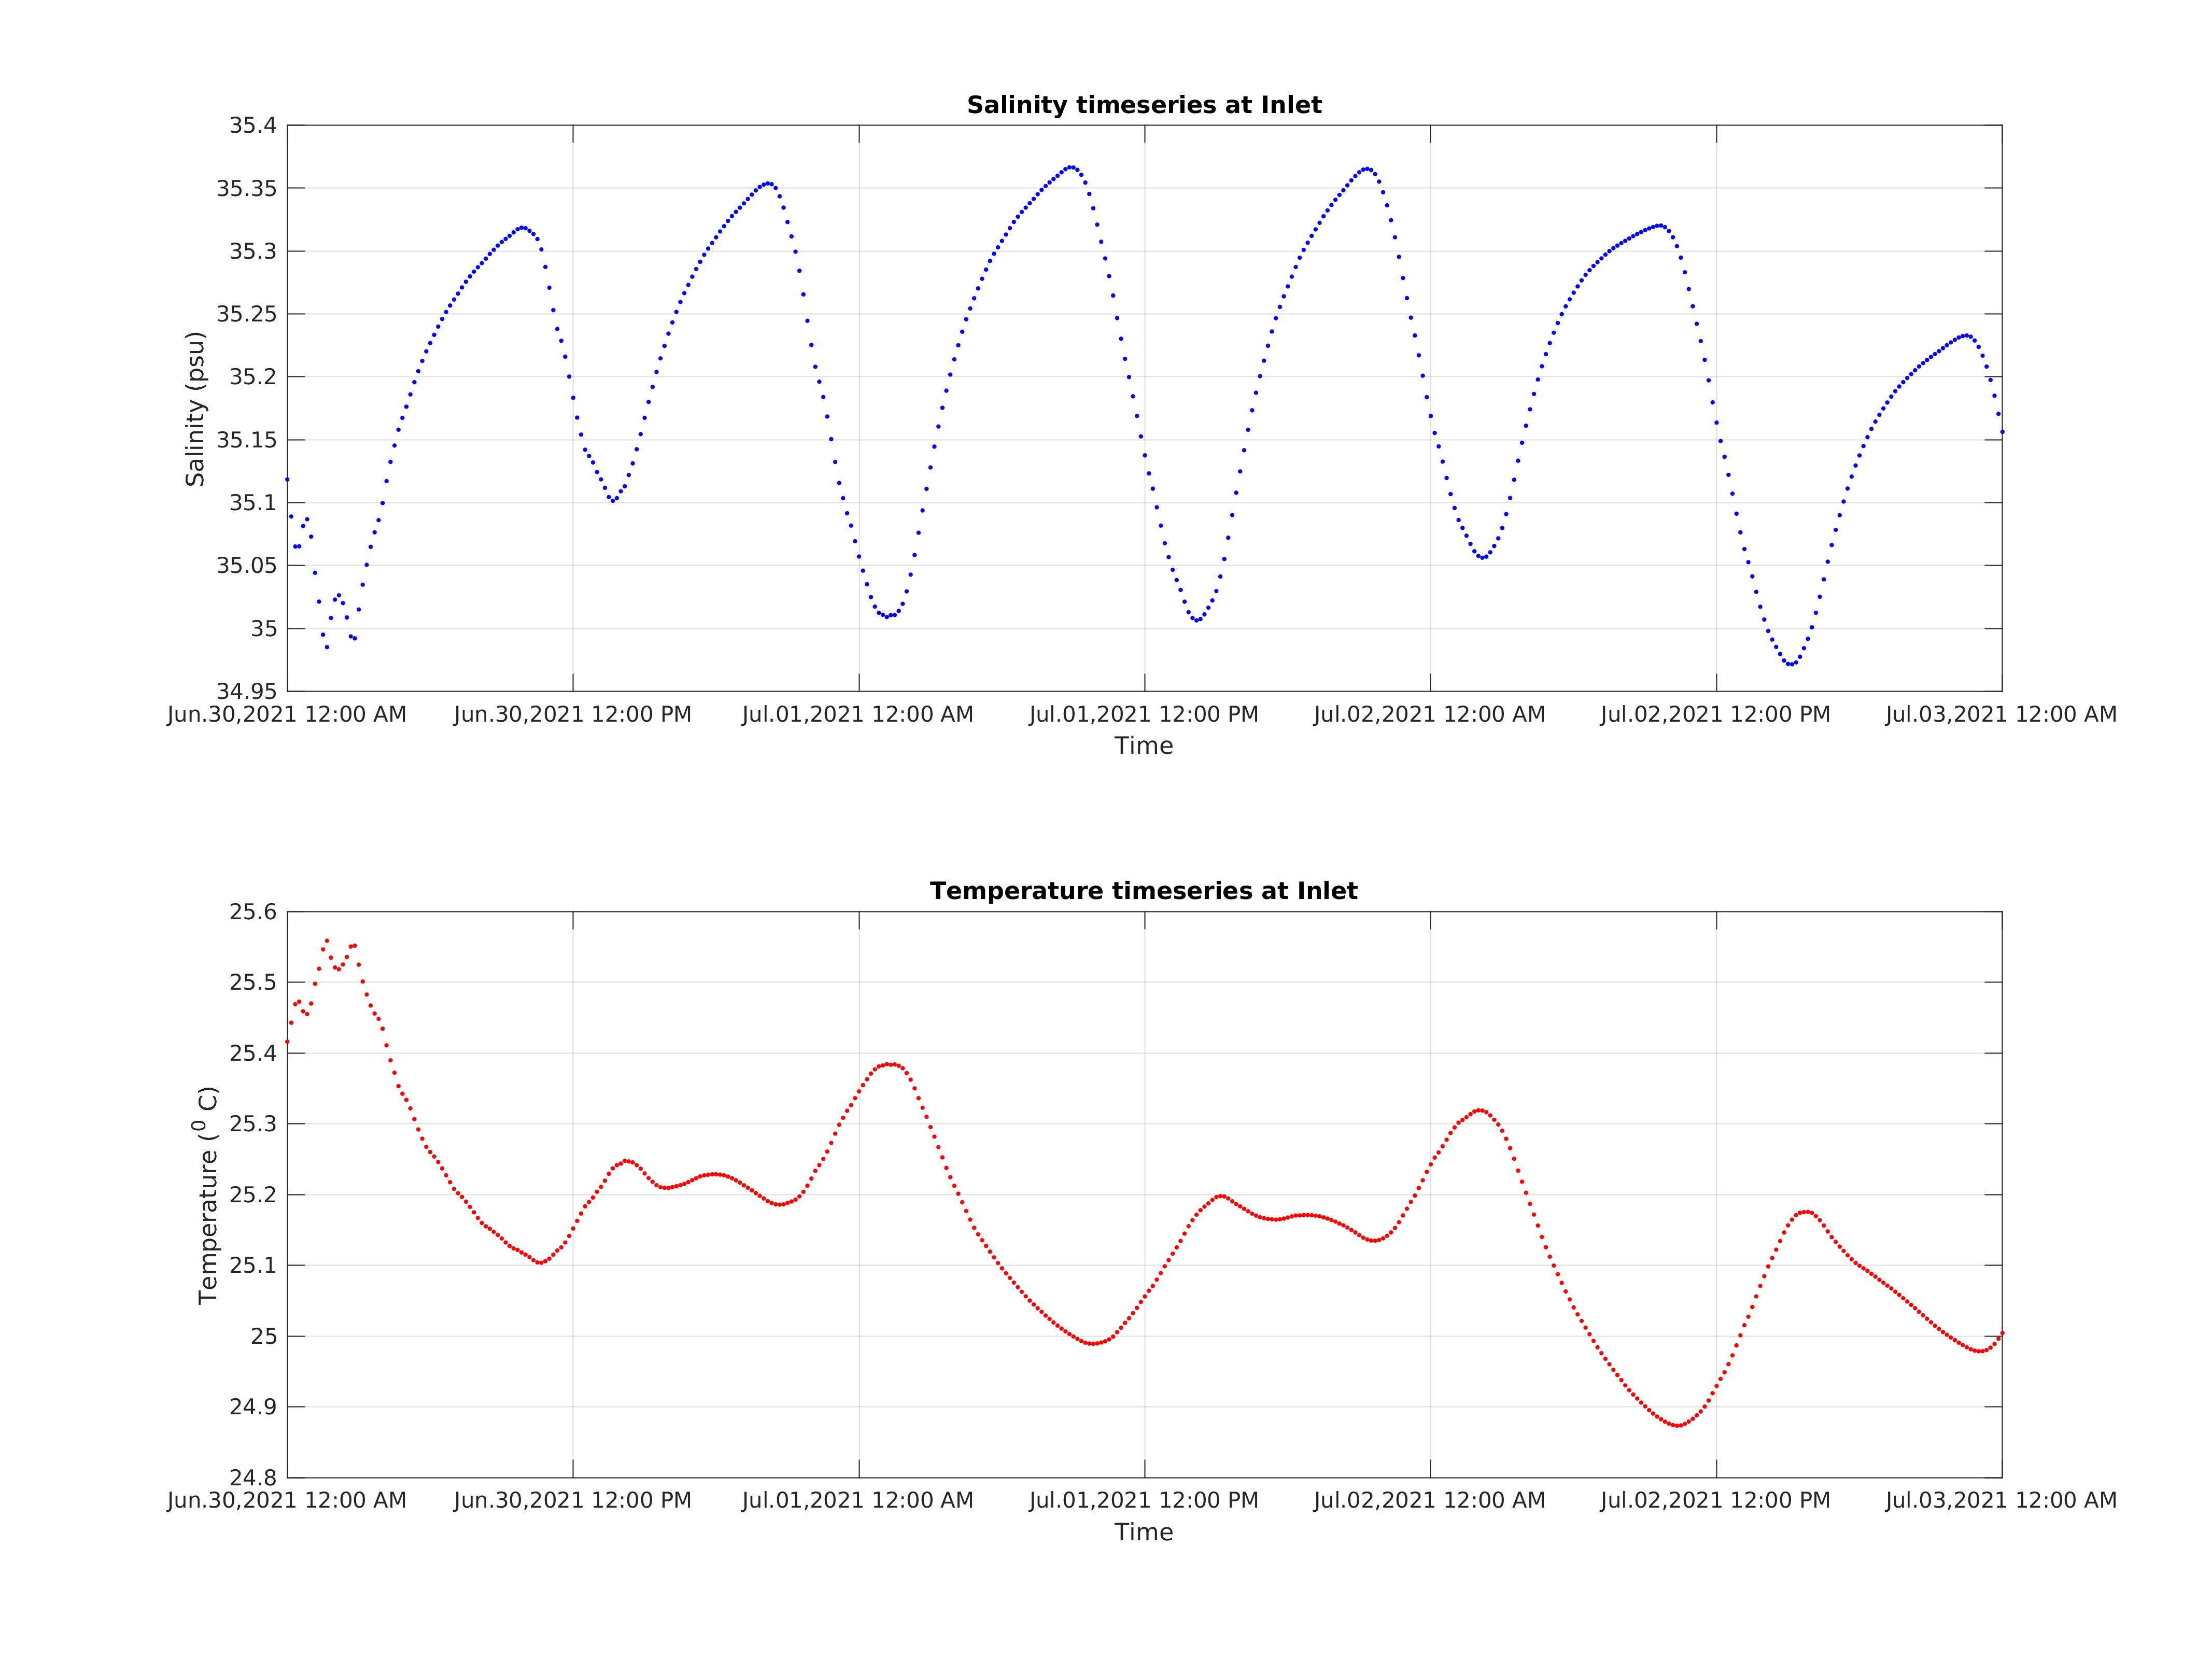 Salinity timeseries at Inlet
35.4
35.35
35.3
35.25
35.2
35.15
35.1
35.05
35
34.95
Salinity (psu)
Jun.30,2021 12:00 AM Jun.30,2021 12:00 PM Jul.01,2021 12:00 AM Jul.01,2021 12:00 PM Jul.02,2021 12:00 AM Jul.02,2021 12:00 PM Jul.03,2021 12:00 AM
Time
Temperature timeseries at Inlet
25.6
25.5
25.4
25.3
25.2
25.1
25
24.9
24.8
Temperature (⁰ C)
Jun.30,2021 12:00 AM Jun.30,2021 12:00 PM Jul.01,2021 12:00 AM Jul.01,2021 12:00 PM Jul.02,2021 12:00 AM Jul.02,2021 12:00 PM Jul.03,2021 12:00 AM
Time